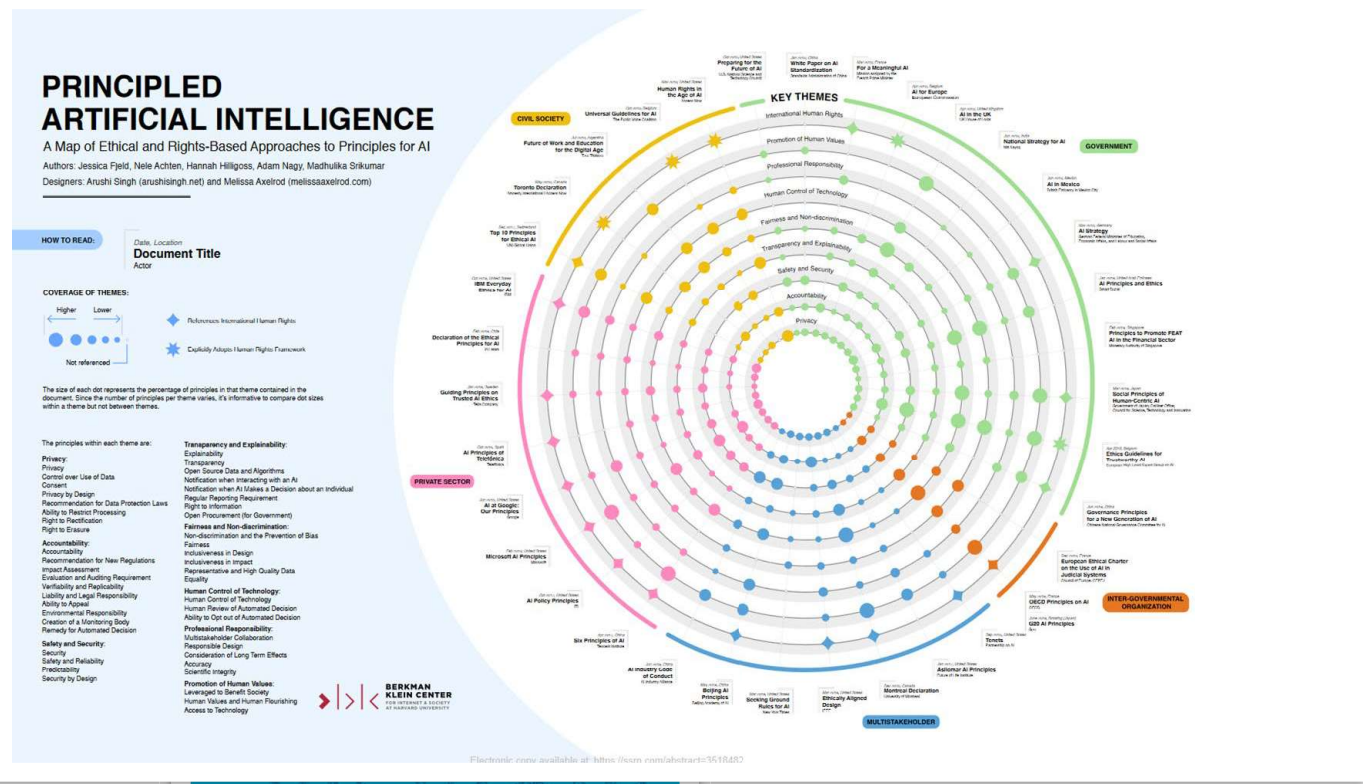 PRINCIPLED
ARTIFICIAL INTELLIGENCE
A Map of Ethical and Rights-Based Approaches to Principles for AI
Authors: Jessica Fjeld, Nele Achten, Hannah Hilligoss, Adam Nagy, Madhulika Srikumar
Designers: Arushi Singh (arushisingh.net) and Melissa Axelrod (melissaaxelrod.com)
HOW TO READ:
Date, Location
Document Title
Actor
COVERAGE OF THEMES:
Higher
Lower
Not referenced
References International Human Rights
Explicitly Adopts Human Rights Framework
The size of each dot represents the percentage of principles in that theme contained in the
document. Since the number of principles per theme varies, it's informative to compare dot sizes
within a theme but not between themes.
The principles within each theme are:
Privacy:
Privacy
Control over Use of Data
Consent
Privacy by Design
Recommendation for Data Protection Laws
Ability to Restrict Processing
Right to Rectification
Right to Erasure
Accountability:
Accountability
Recommendation for New Regulations
Impact Assessment
Evaluation and Auditing Requirement
Verifiability and Replicability
Liability and Legal Responsibility
Ability to Appeal
Environmental Responsibility
Creation of a Monitoring Body
Remedy for Automated Decision
Safety and Security:
Security
Safety and Reliability
Predictability
Security by Design
Transparency and Explainability:
Explainability
Transparency
Open Source Data and Algorithms
Notification when Interacting with an AI
Notification when AI Makes a Decision about an Individual
Regular Reporting Requirement
Right to Information
Open Procurement (for Government)
Fairness and Non-discrimination:
Non-discrimination and the Prevention of Bias
Fairness
Inclusiveness in Design
Inclusiveness in Impact
Representative and High Quality Data
Equality
Human Control of Technology:
Human Control of Technology
Human Review of Automated Decision
Ability to Opt out of Automated Decision
Professional Responsibility:
Multistakeholder Collaboration
Responsible Design
Consideration of Long Term Effects
Accuracy
Scientific Integrity
Promotion of Human Values:
Leveraged to Benefit Society
Human Values and Human Flourishing
Access to Technology
BERKMAN
KLEIN CENTER
FOR INTERNET & SOCIETY
AT HARVARD UNIVERSITY
KEY THEMES
International Human Rights
Promotion of Human Values
Professional Responsibility
Human Control of Technology
Fairness and Non-discrimination
Transparency and Explainability
Safety and Security
Accountability
Privacy
CIVIL SOCIETY
GOVERNMENT
PRIVATE SECTOR
INTER-GOVERNMENTAL
ORGANIZATION
MULTISTAKEHOLDER
Preparing for the
Future of AI
White Paper on AI
Standardization
For a Meaningful AI
AI for Europe
AI in the UK
National Strategy for AI
AI in Mexico
AI Strategy
AI Principles and Ethics
Principles to Promote FEAT
AI in the Financial Sector
Social Principles of
Human-Centric AI
Ethics Guidelines for
Trustworthy AI
Governance Principles
for a New Generation of AI
European Ethical Charter
on the Use of AI in
Judicial Systems
OECD Principles on AI
G20 AI Principles
Tenets
Asilomar AI Principles
Montreal Declaration
Ethically Aligned
Design
Seeking Ground
Rules for AI
Beijing AI
Principles
AI Industry Code
of Conduct
Six Principles of AI
AI Policy Principles
Microsoft AI Principles
AI at Google:
Our Principles
AI Principles of
Telefónica
Guiding Principles on
Trusted AI Ethics
Declaration of the Ethical
Principles for AI
IBM Everyday
Ethics for AI
Top 10 Principles
for Ethical AI
Toronto Declaration
Future of Work and Education
for the Digital Age
Universal Guidelines for AI
Human Rights in
the Age of AI
Electronic copy available at: https://ssrn.com/abstract=3518482